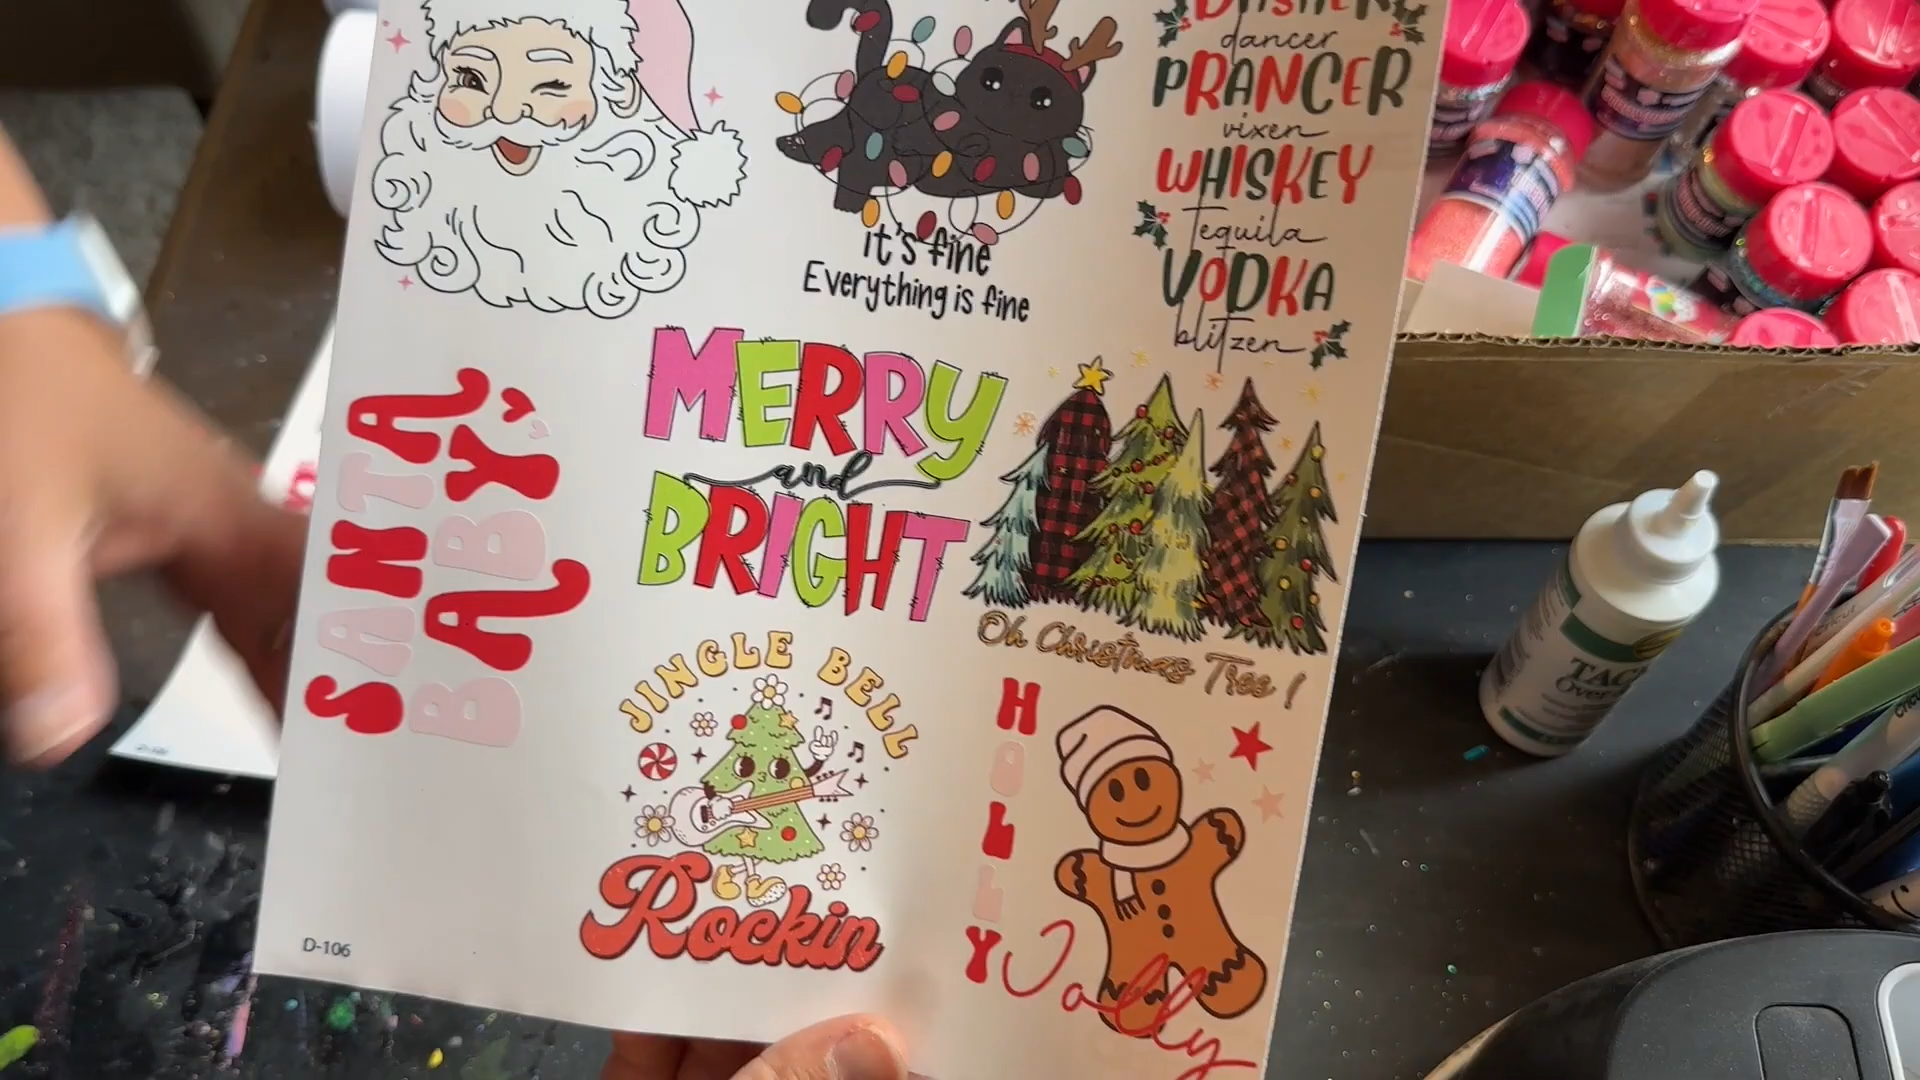 dancer
PRANCER
vixen
WHISKEY
Tequila
VODKA
blitzen
it's fine
Everything is fine
SANTA
BABY
MERRY
and
BRIGHT
Oh Christmas Tree!
JINGLE BELL
Rockin
HOLLY
Jolly
D-106